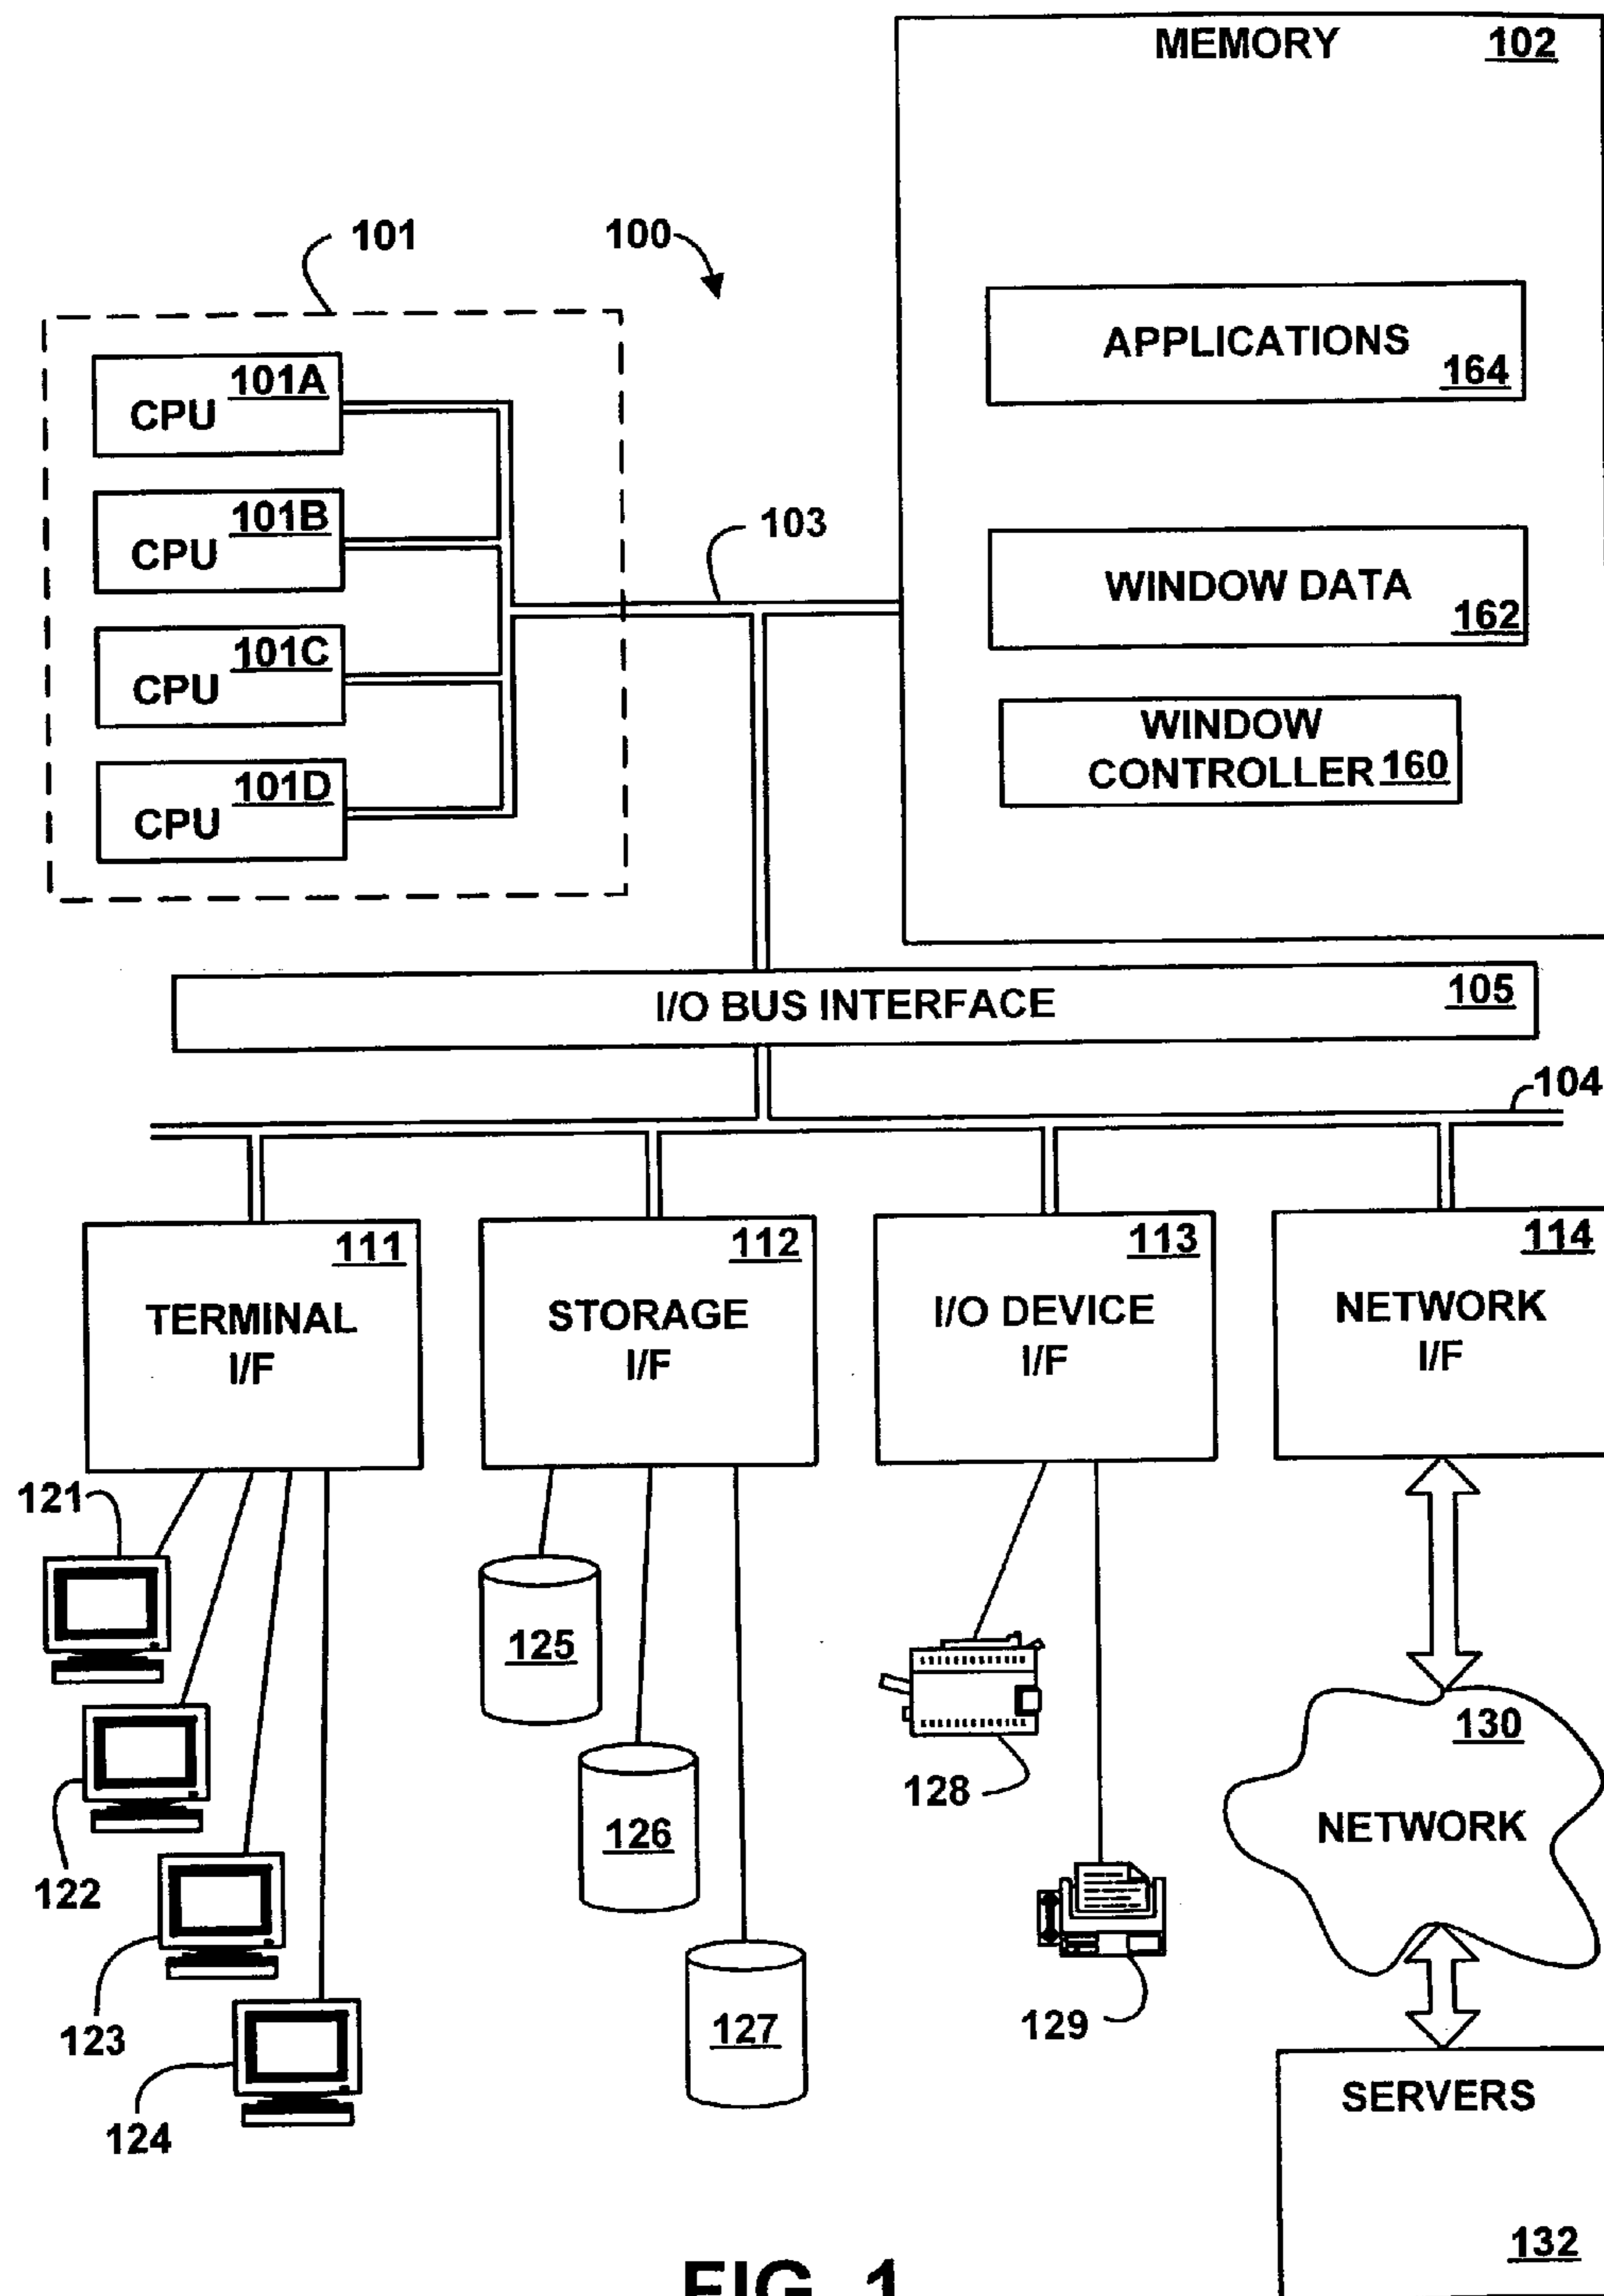 MEMORY 102
101
100
APPLICATIONS
164
101A
CPU
101B
CPU
101C
CPU
101D
CPU
103
WINDOW DATA
162
WINDOW
CONTROLLER 160
I/O BUS INTERFACE 105
104
111
TERMINAL
I/F
112
STORAGE
I/F
113
I/O DEVICE
I/F
114
NETWORK
I/F
121
122
123
124
125
126
127
128
129
130
NETWORK
SERVERS
132
FIG. 1